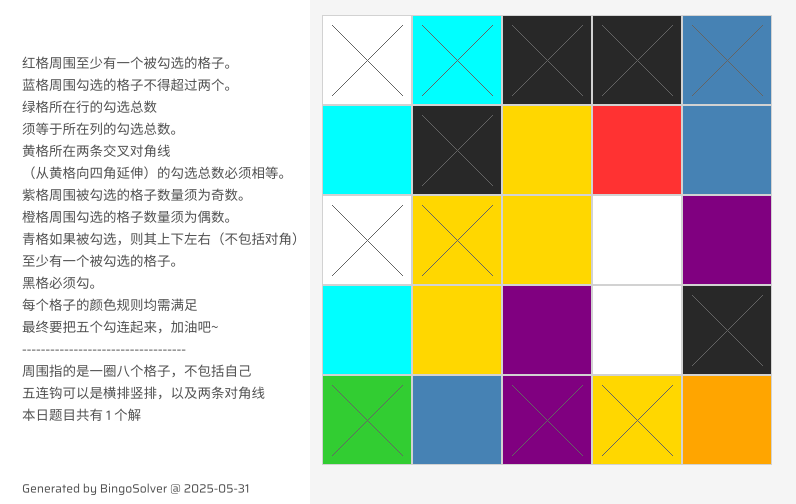 红格周围至少有一个被勾选的格子。
蓝格周围勾选的格子不得超过两个。
绿格所在行的勾选总数
须等于所在列的勾选总数。
黄格所在两条交叉对角线
（从黄格向四角延伸）的勾选总数必须相等。
紫格周围被勾选的格子数量须为奇数。
橙格周围勾选的格子数量须为偶数。
青格如果被勾选，则其上下左右（不包括对角）
至少有一个被勾选的格子。
黑格必须勾。
每个格子的颜色规则均需满足
最终要把五个勾连起来，加油吧~
----------------------------------
周围指的是一圈八个格子，不包括自己
五连钩可以是横排竖排，以及两条对角线
本日题目共有1个解
Generated by BingoSolver @ 2025-05-31